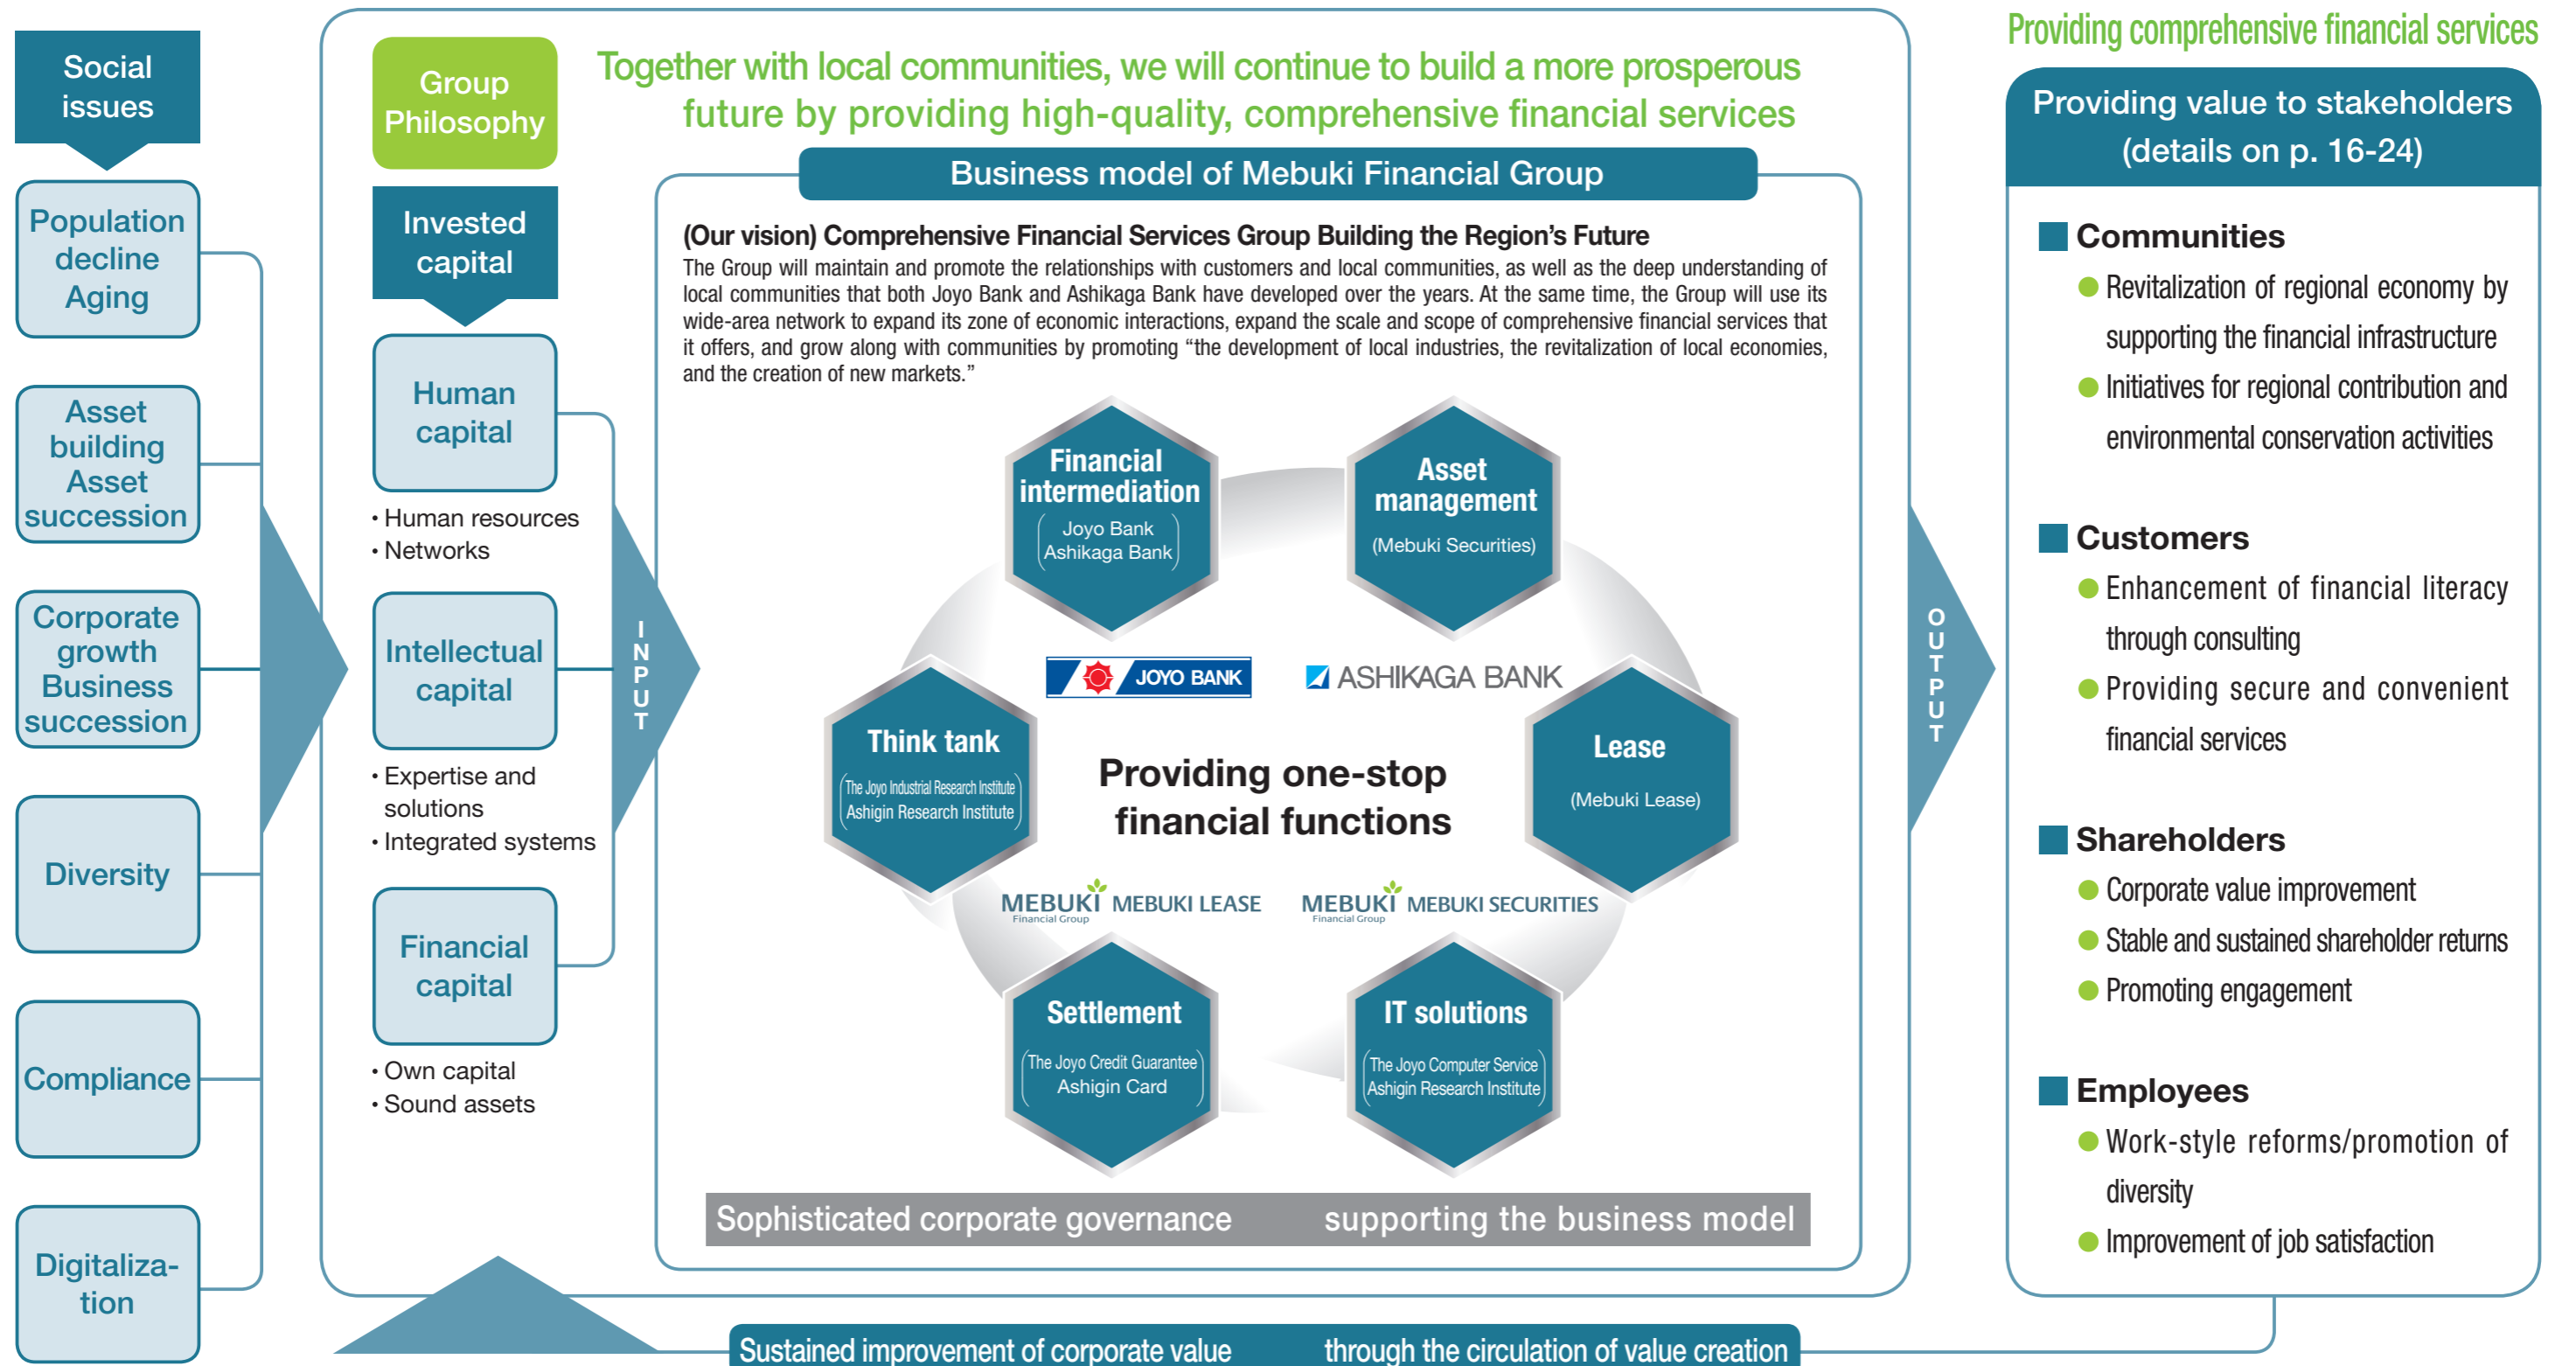 Social
issues
Population
decline
Aging
Asset
building
Asset
succession
Corporate
growth
Business
succession
Diversity
Compliance
Digitaliza-
tion
Group
Philosophy
Together with local communities, we will continue to build a more prosperous
future by providing high-quality, comprehensive financial services
Invested
capital
Human
capital
• Human resources
• Networks
Intellectual
capital
• Expertise and
solutions
• Integrated systems
Financial
capital
• Own capital
• Sound assets
INPUT
Business model of Mebuki Financial Group
(Our vision) Comprehensive Financial Services Group Building the Region’s Future
The Group will maintain and promote the relationships with customers and local communities, as well as the deep understanding of
local communities that both Joyo Bank and Ashikaga Bank have developed over the years. At the same time, the Group will use its
wide-area network to expand its zone of economic interactions, expand the scale and scope of comprehensive financial services that
it offers, and grow along with communities by promoting “the development of local industries, the revitalization of local economies,
and the creation of new markets.”
Financial
intermediation
(Joyo Bank
Ashikaga Bank)
Asset
management
(Mebuki Securities)
JOYO BANK
ASHIKAGA BANK
Think tank
(The Joyo Industrial Research Institute
Ashigin Research Institute)
Providing one-stop
financial functions
Lease
(Mebuki Lease)
MEBUKI MEBUKI LEASE
Financial Group
MEBUKI MEBUKI SECURITIES
Financial Group
Settlement
(The Joyo Credit Guarantee
Ashigin Card)
IT solutions
(The Joyo Computer Service
Ashigin Research Institute)
Sophisticated corporate governance supporting the business model
OUTPUT
Providing comprehensive financial services
Providing value to stakeholders
(details on p. 16-24)
Communities
Revitalization of regional economy by
supporting the financial infrastructure
Initiatives for regional contribution and
environmental conservation activities
Customers
Enhancement of financial literacy
through consulting
Providing secure and convenient
financial services
Shareholders
Corporate value improvement
Stable and sustained shareholder returns
Promoting engagement
Employees
Work-style reforms/promotion of
diversity
Improvement of job satisfaction
Sustained improvement of corporate value through the circulation of value creation